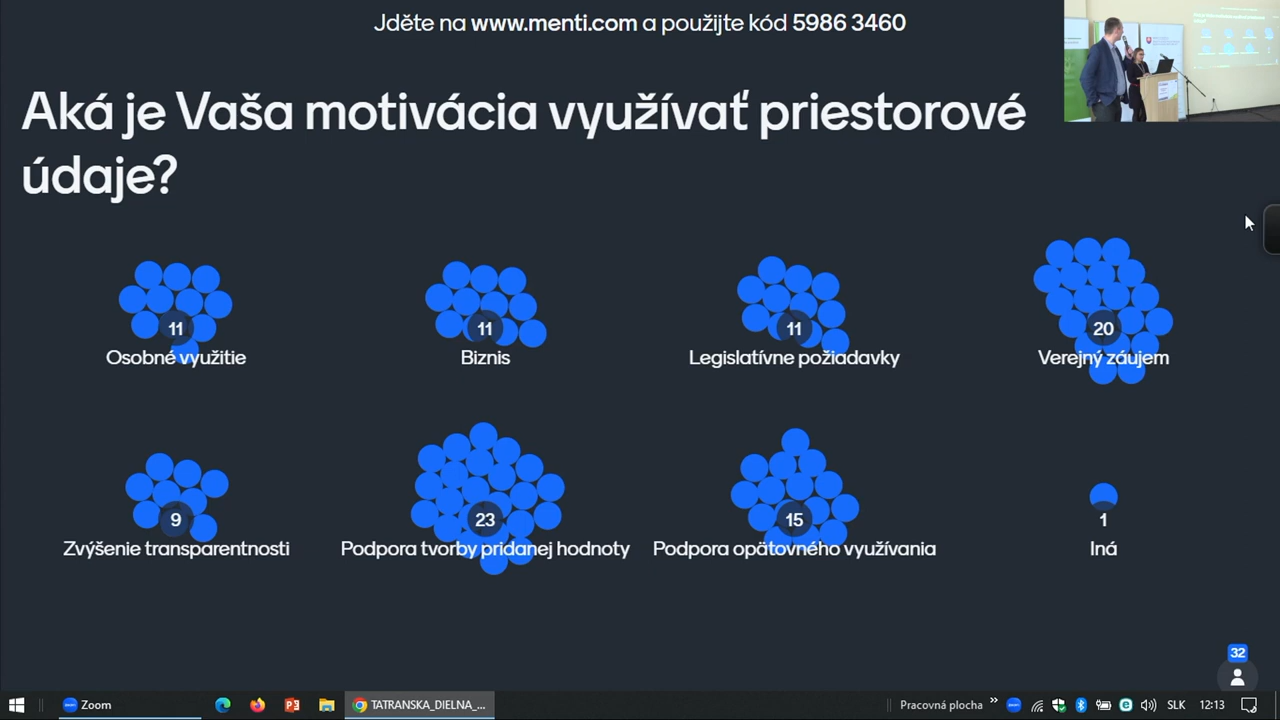 Jděte na www.menti.com a použijte kód 5986 3460
Aká je Vaša motivácia využívať priestorové
údaje?
11
Osobné využitie
11
Biznis
11
Legislatívne požiadavky
20
Verejný záujem
9
Zvýšenie transparentnosti
23
Podpora tvorby pridanej hodnoty
15
Podpora opätovného využívania
1
Iná
32
Zoom
TATRANSKA_DIELNA_...
Pracovná plocha
SLK
12:13